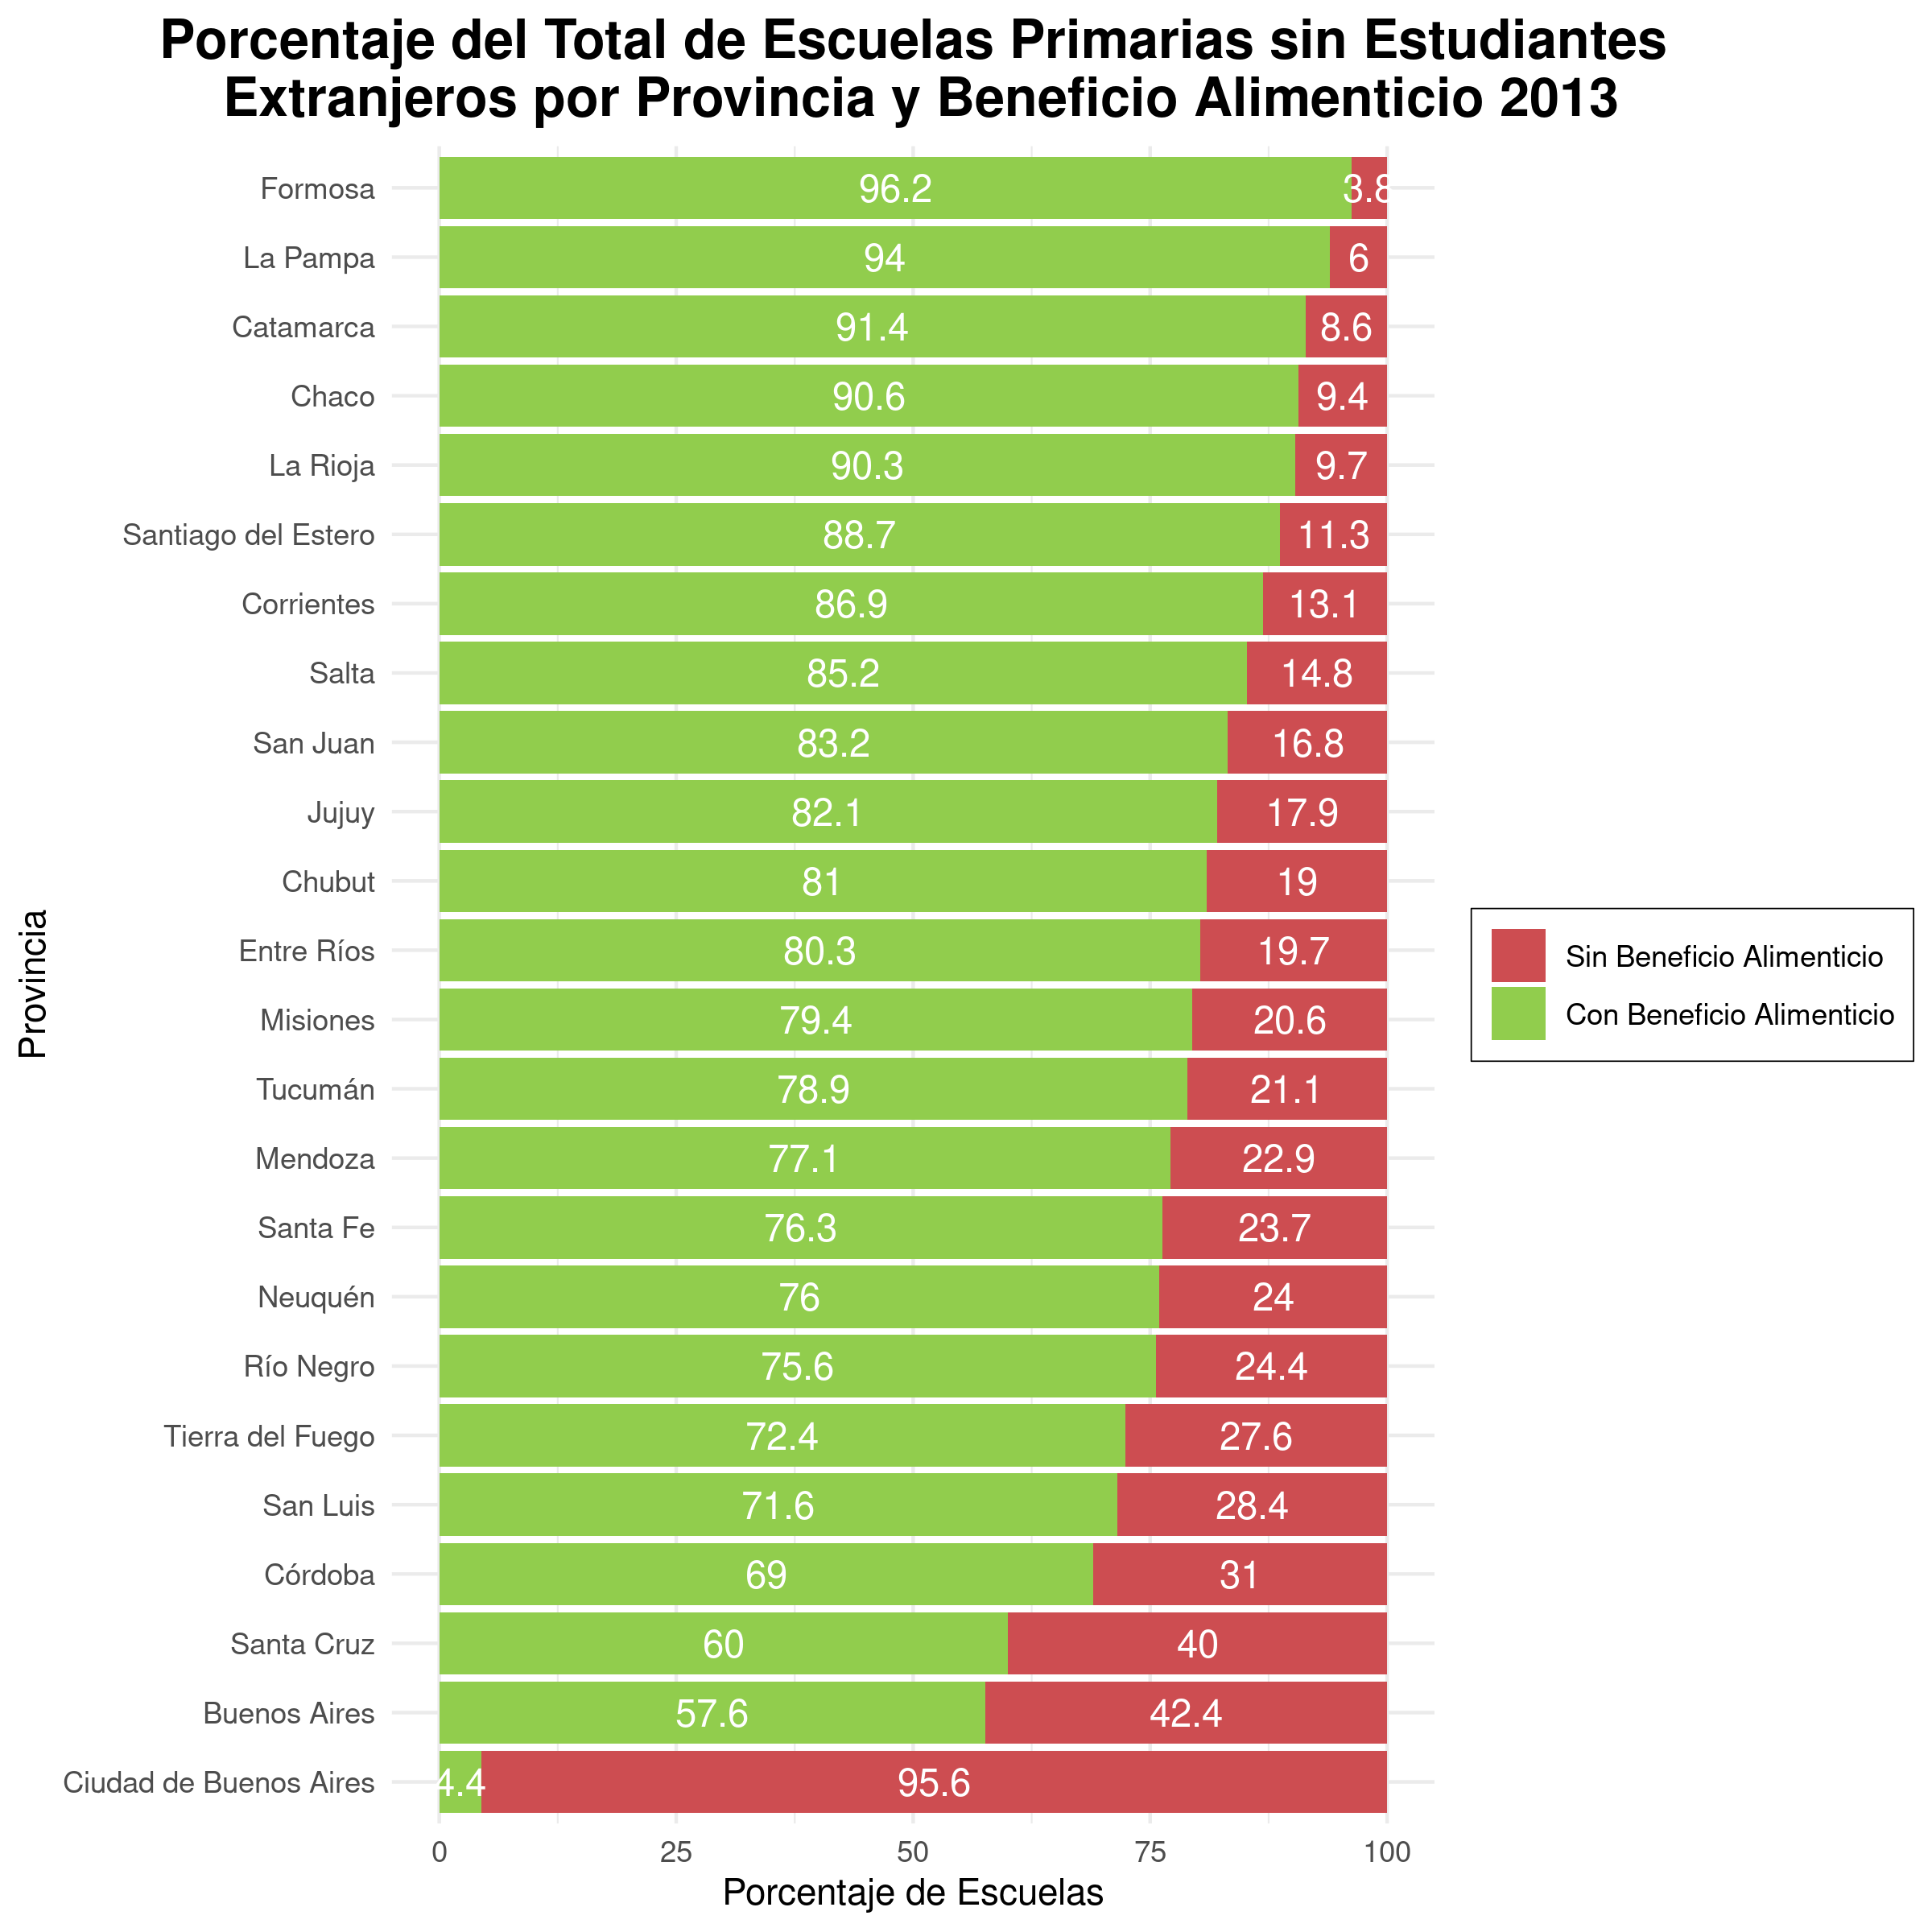 Porcentaje del Total de Escuelas Primarias sin Estudiantes
Extranjeros por Provincia y Beneficio Alimenticio 2013
Provincia
Formosa 96.2 3.8
La Pampa 94 6
Catamarca 91.4 8.6
Chaco 90.6 9.4
La Rioja 90.3 9.7
Santiago del Estero 88.7 11.3
Corrientes 86.9 13.1
Salta 85.2 14.8
San Juan 83.2 16.8
Jujuy 82.1 17.9
Chubut 81 19
Entre Ríos 80.3 19.7
Misiones 79.4 20.6
Tucumán 78.9 21.1
Mendoza 77.1 22.9
Santa Fe 76.3 23.7
Neuquén 76 24
Río Negro 75.6 24.4
Tierra del Fuego 72.4 27.6
San Luis 71.6 28.4
Córdoba 69 31
Santa Cruz 60 40
Buenos Aires 57.6 42.4
Ciudad de Buenos Aires 4.4 95.6
0 25 50 75 100
Porcentaje de Escuelas
Sin Beneficio Alimenticio
Con Beneficio Alimenticio